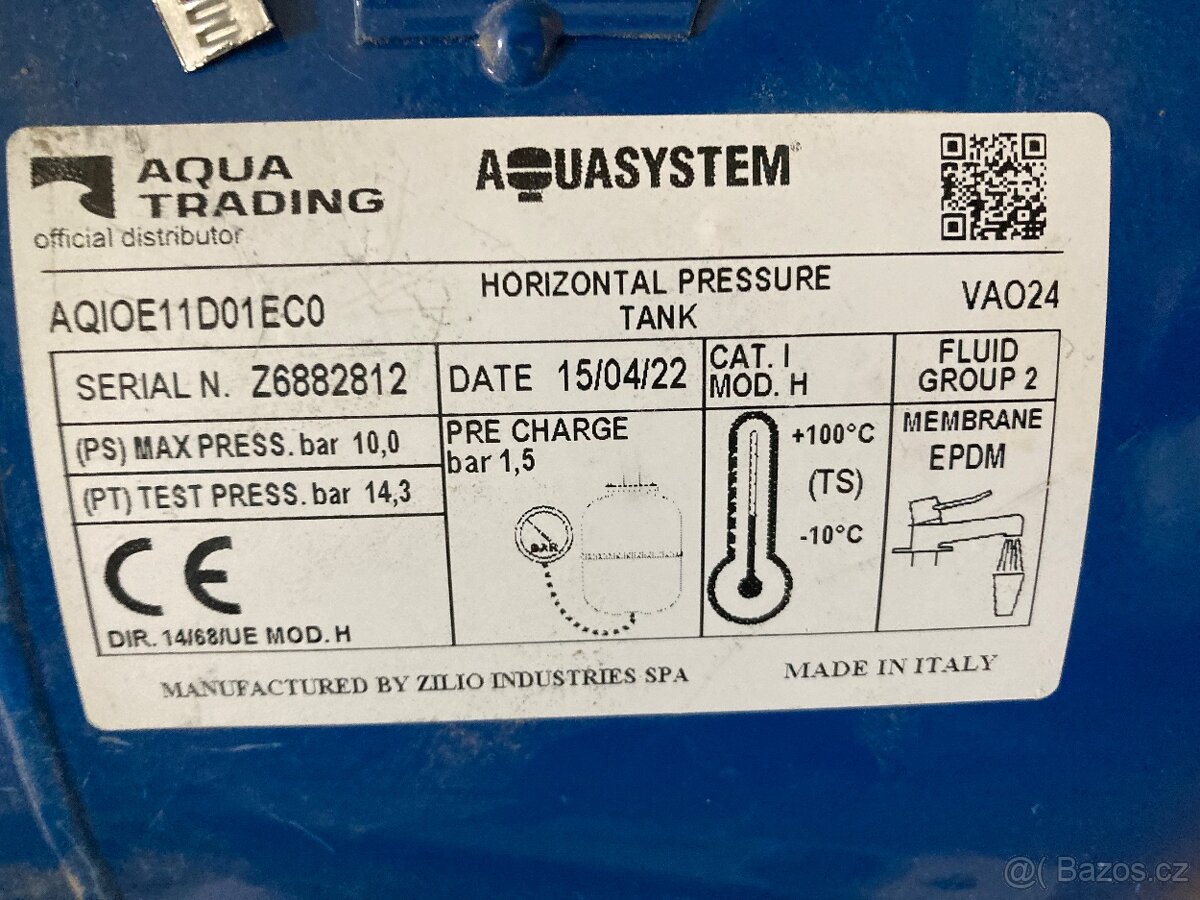 AQUA
TRADING
official distributor
AQUASYSTEM®
AQIOE11D01EC0
HORIZONTAL PRESSURE
TANK
VAO24
SERIAL N. Z6882812
DATE 15/04/22
CAT. I
MOD. H
FLUID
GROUP 2
(PS) MAX PRESS. bar 10,0
(PT) TEST PRESS. bar 14,3
PRE CHARGE
bar 1,5
BAR
+100°C
(TS)
-10°C
MEMBRANE
EPDM
CE
DIR. 14/68/UE MOD. H
MANUFACTURED BY ZILIO INDUSTRIES SPA
MADE IN ITALY
@( Bazos.cz